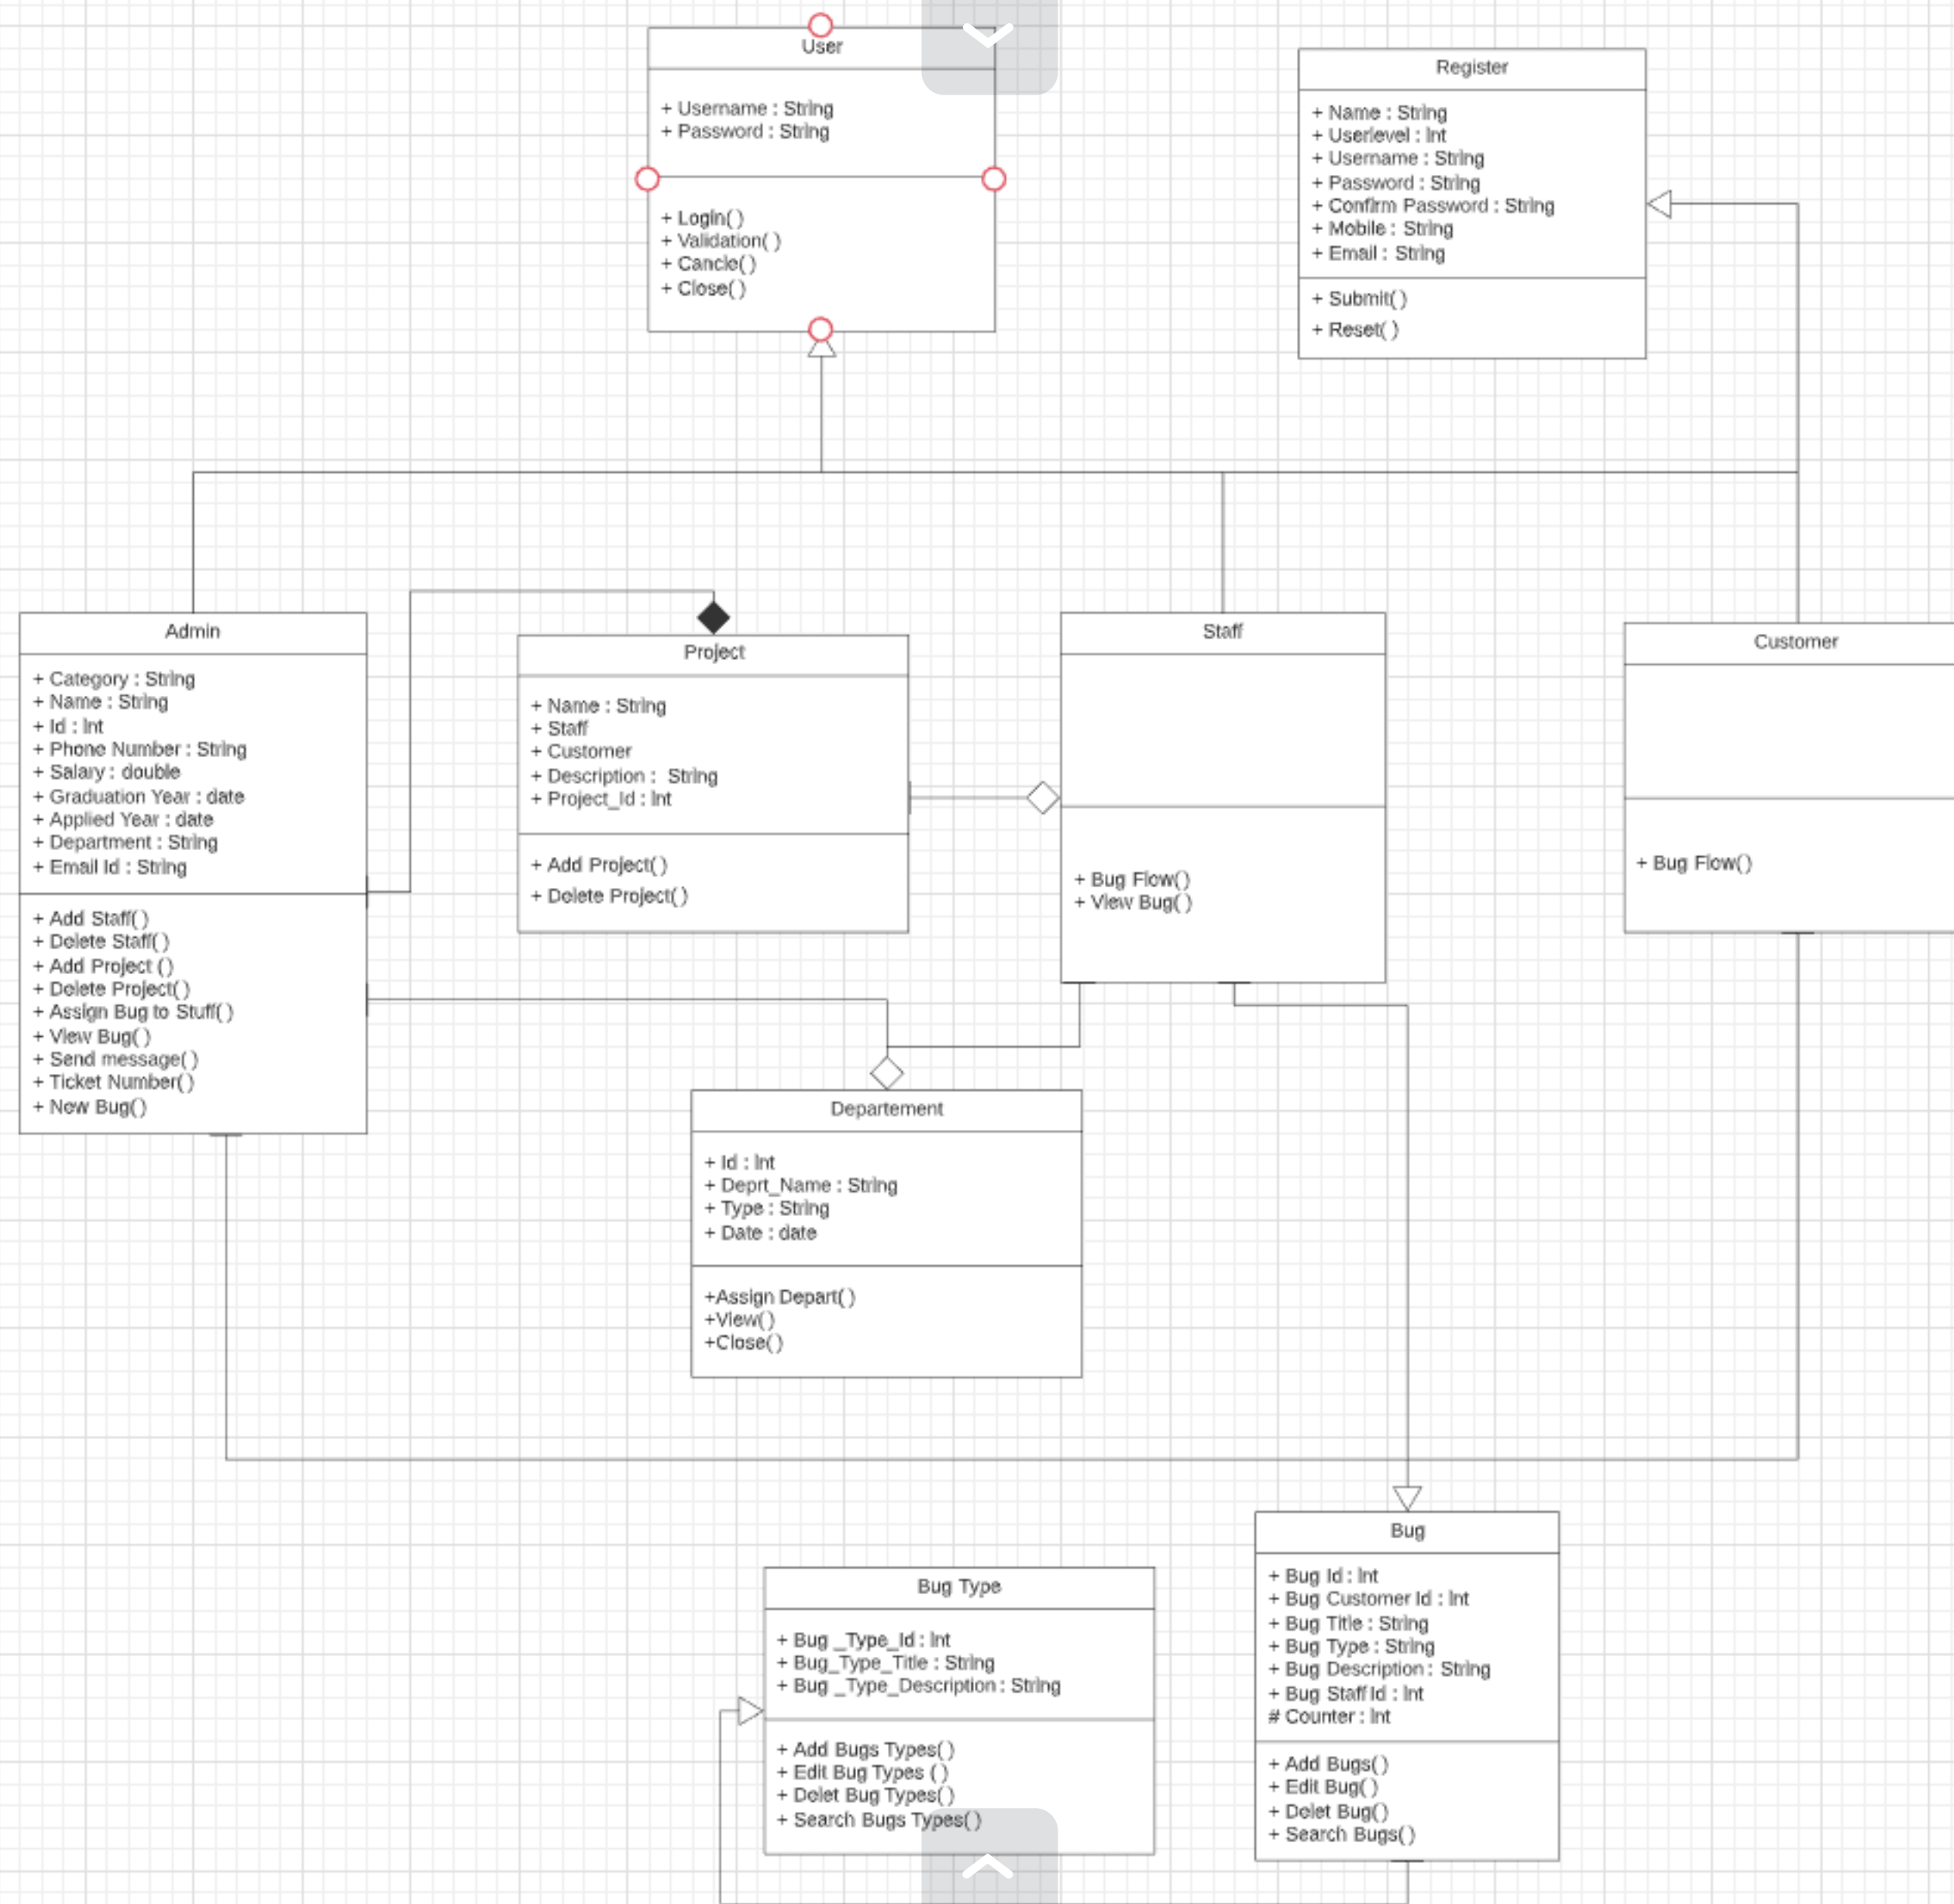 User
+ Username : String
+ Password : String
+ Login( )
+ Validation( )
+ Cancle( )
+ Close( )
Register
+ Name : String
+ Userlevel : Int
+ Username : String
+ Password : String
+ Confirm Password : String
+ Mobile : String
+ Email : String
+ Submit( )
+ Reset( )
Admin
+ Category : String
+ Name : String
+ Id : Int
+ Phone Number : String
+ Salary : double
+ Graduation Year : date
+ Applied Year : date
+ Department : String
+ Email Id : String
+ Add Staff( )
+ Delete Staff( )
+ Add Project ( )
+ Delete Project( )
+ Assign Bug to Stuff( )
+ View Bug( )
+ Send message( )
+ Ticket Number( )
+ New Bug( )
Project
+ Name : String
+ Staff
+ Customer
+ Description : String
+ Project_Id : Int
+ Add Project( )
+ Delete Project( )
Staff
+ Bug Flow( )
+ View Bug( )
Customer
+ Bug Flow( )
Departement
+ Id : Int
+ Deprt_Name : String
+ Type : String
+ Date : date
+Assign Depart( )
+View( )
+Close( )
Bug Type
+ Bug _Type_Id : Int
+ Bug_Type_Title : String
+ Bug _Type_Description : String
+ Add Bugs Types( )
+ Edit Bug Types ( )
+ Delet Bug Types( )
+ Search Bugs Types( )
Bug
+ Bug Id : Int
+ Bug Customer Id : Int
+ Bug Title : String
+ Bug Type : String
+ Bug Description : String
+ Bug Staff Id : Int
# Counter : Int
+ Add Bugs( )
+ Edit Bug( )
+ Delet Bug( )
+ Search Bugs( )